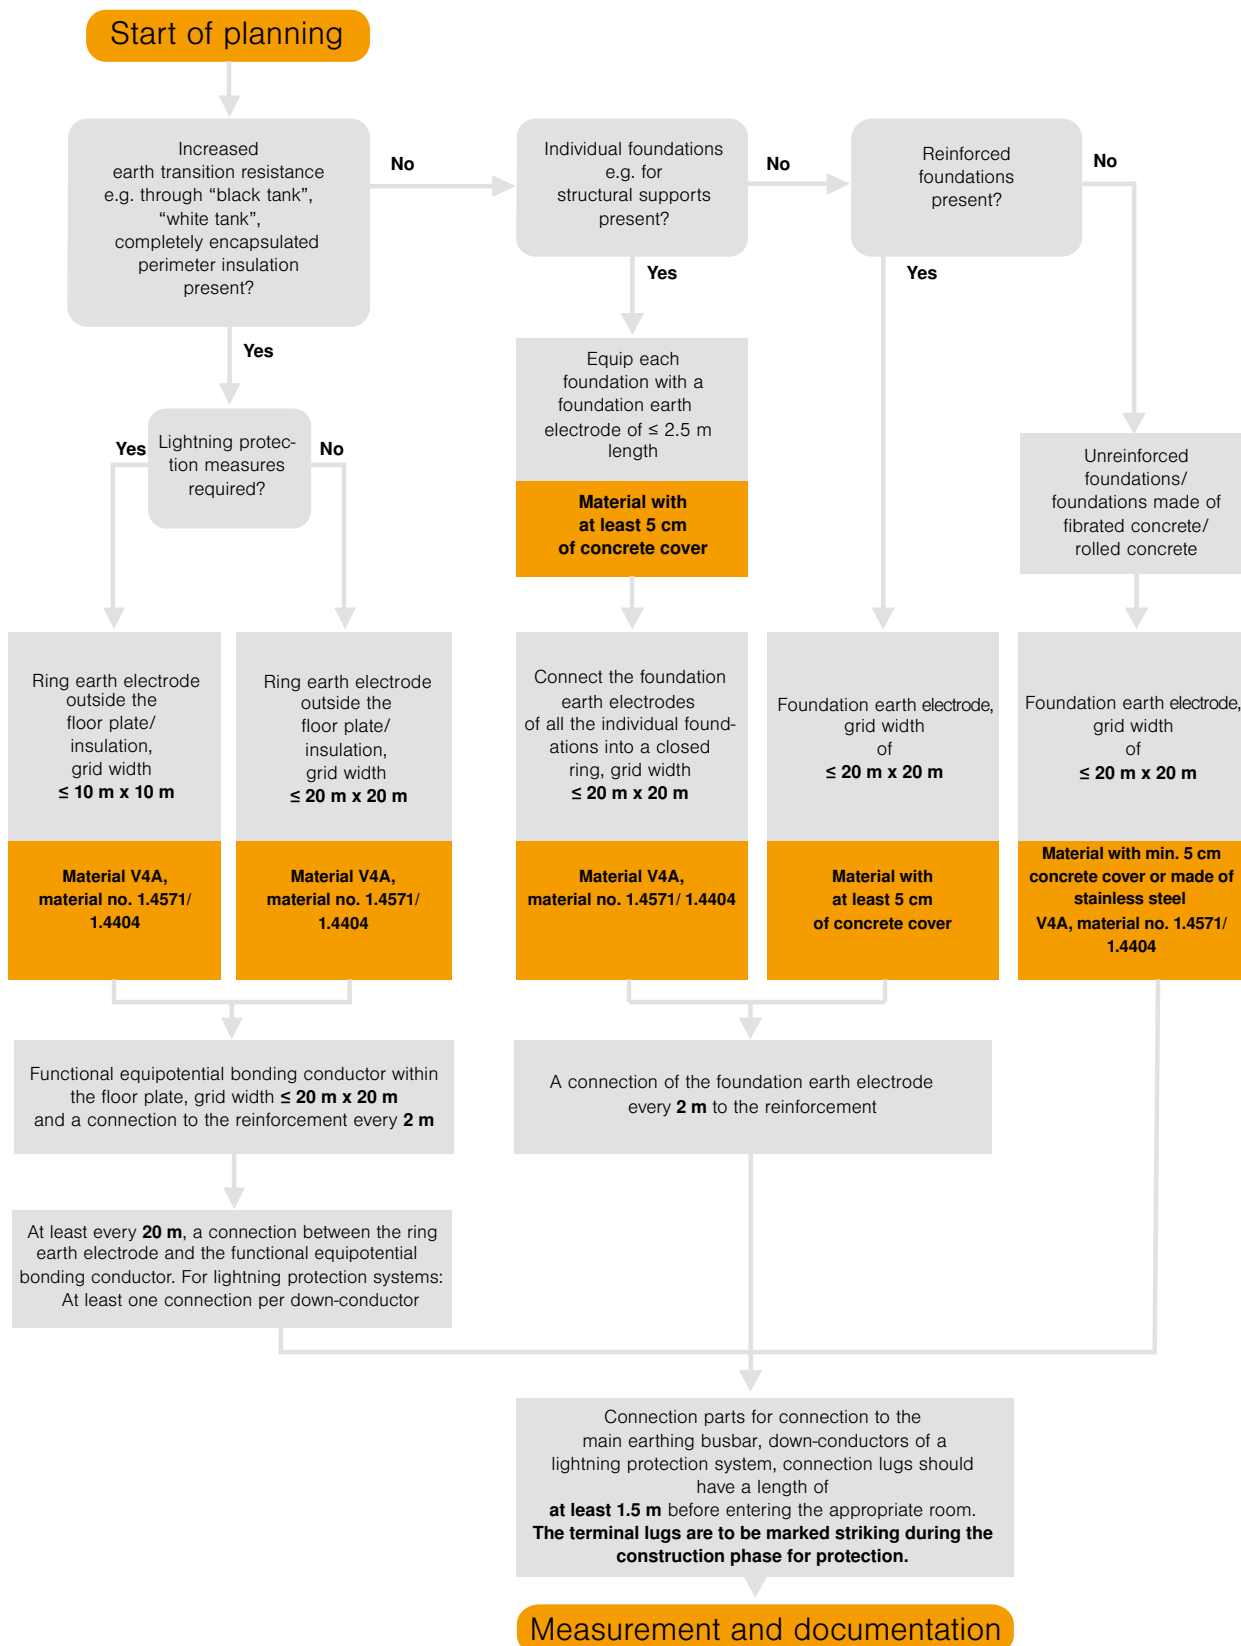 Start of planning
Increased
earth transition resistance
e.g. through “black tank”,
“white tank”,
completely encapsulated
perimeter insulation
present?
No
Individual foundations
e.g. for
structural supports
present?
No
Reinforced
foundations
present?
No
Yes
Yes
Yes
Equip each
foundation with a
foundation earth
electrode of ≤ 2.5 m
length
Material with
at least 5 cm
of concrete cover
Yes
Lightning protec-
tion measures
required?
No
Unreinforced
foundations/
foundations made of
fibrated concrete/
rolled concrete
Ring earth electrode
outside the
floor plate/
insulation,
grid width
≤ 10 m x 10 m
Material V4A,
material no. 1.4571/
1.4404
Ring earth electrode
outside the
floor plate/
insulation,
grid width
≤ 20 m x 20 m
Material V4A,
material no. 1.4571/
1.4404
Connect the foundation
earth electrodes
of all the individual found-
ations into a closed
ring, grid width
≤ 20 m x 20 m
Material V4A,
material no. 1.4571/ 1.4404
Foundation earth electrode,
grid width
of
≤ 20 m x 20 m
Material with
at least 5 cm
of concrete cover
Foundation earth electrode,
grid width
of
≤ 20 m x 20 m
Material with min. 5 cm
concrete cover or made of
stainless steel
V4A, material no. 1.4571/
1.4404
Functional equipotential bonding conductor within
the floor plate, grid width ≤ 20 m x 20 m
and a connection to the reinforcement every 2 m
A connection of the foundation earth electrode
every 2 m to the reinforcement
At least every 20 m, a connection between the ring
earth electrode and the functional equipotential
bonding conductor. For lightning protection systems:
At least one connection per down-conductor
Connection parts for connection to the
main earthing busbar, down-conductors of a
lightning protection system, connection lugs should
have a length of
at least 1.5 m before entering the appropriate room.
The terminal lugs are to be marked striking during the
construction phase for protection.
Measurement and documentation